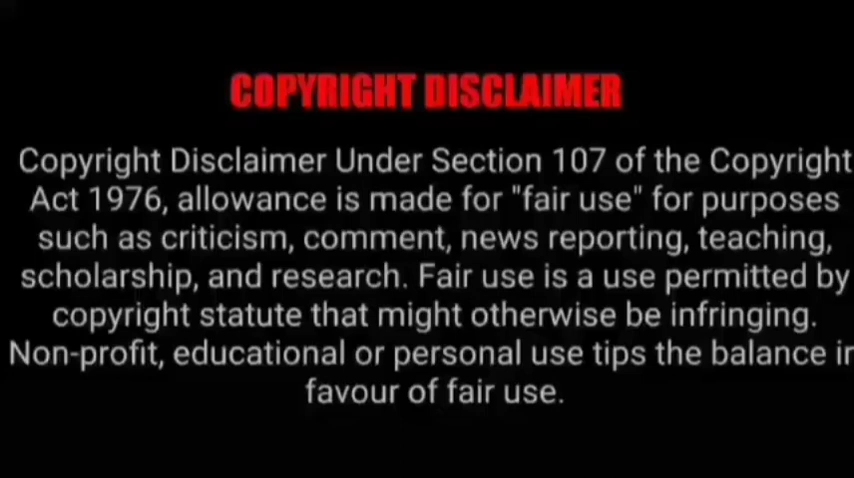 COPYRIGHT DISCLAIMER
Copyright Disclaimer Under Section 107 of the Copyright
Act 1976, allowance is made for "fair use" for purposes
such as criticism, comment, news reporting, teaching,
scholarship, and research. Fair use is a use permitted by
copyright statute that might otherwise be infringing.
Non-profit, educational or personal use tips the balance in
favour of fair use.